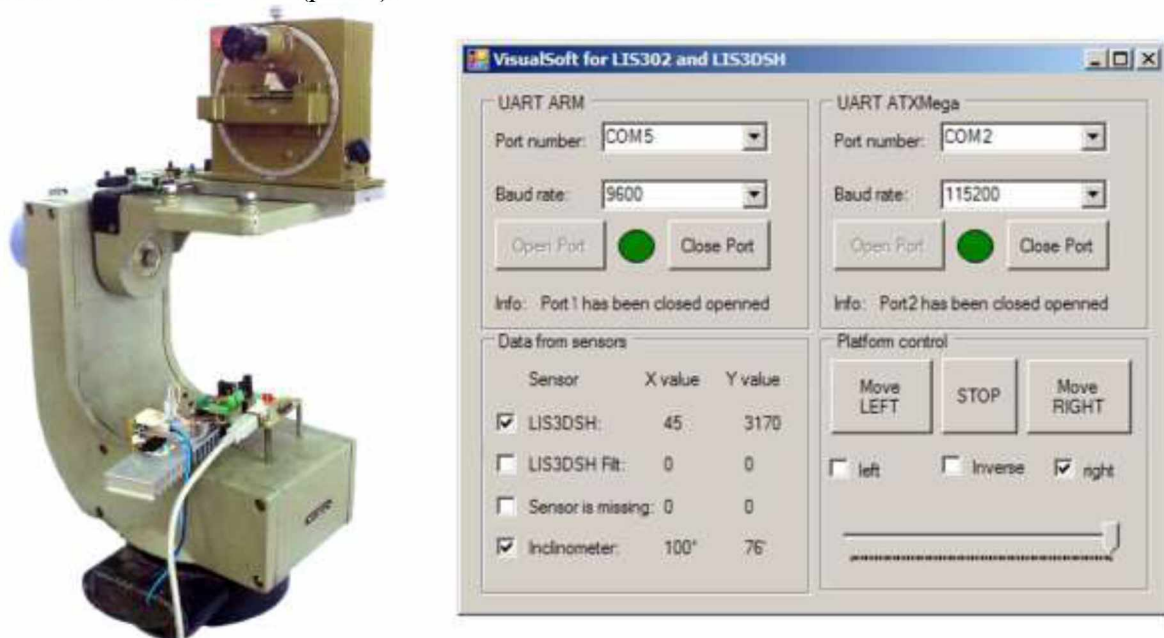 VisualSoft for LIS302 and LIS3DSH
UART ARM
Port number: COM5
Baud rate: 9600
Open Port Close Port
Info: Port1 has been closed openned
UART ATXMega
Port number: COM2
Baud rate: 115200
Open Port Close Port
Info: Port2 has been closed openned
Data from sensors
Sensor X value Y value
LIS3DSH: 45 3170
LIS3DSH Filt: 0 0
Sensor is missing: 0 0
Inclinometer: 100° 76'
Platform control
Move LEFT
STOP
Move RIGHT
left Inverse right